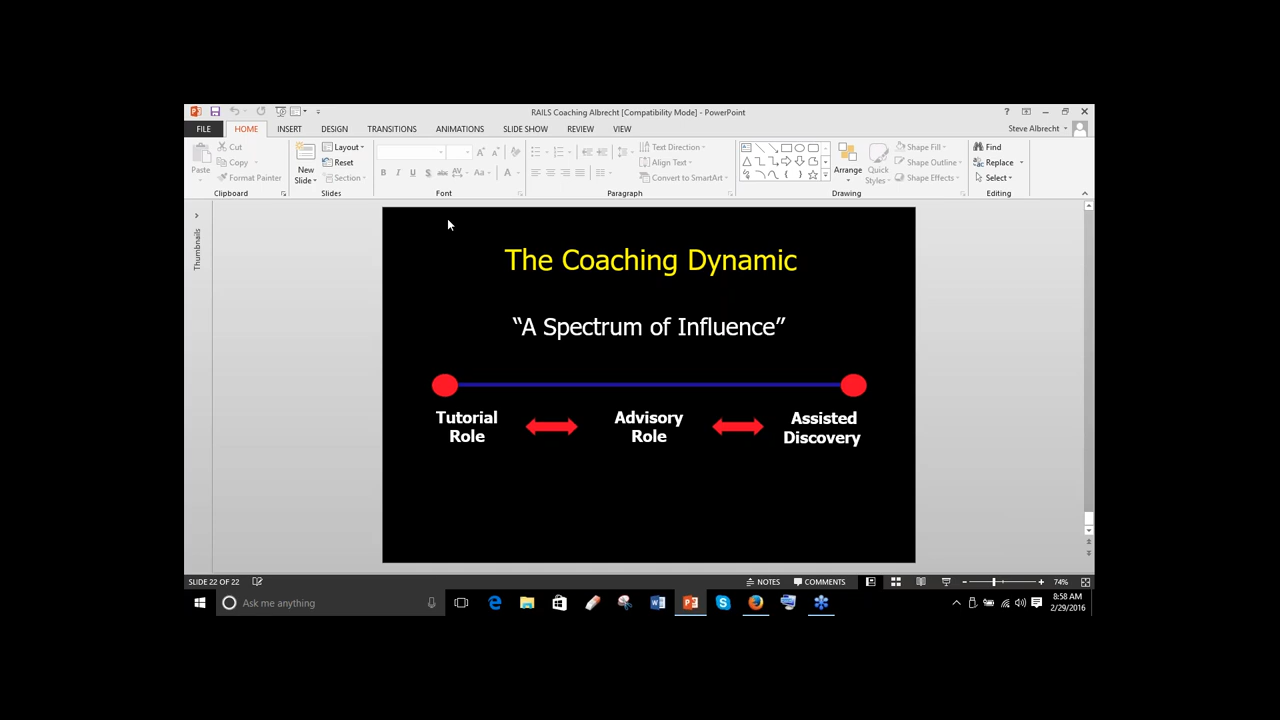 RAILS Coaching Albrecht [Compatibility Mode] - PowerPoint
?
FILE HOME INSERT DESIGN TRANSITIONS ANIMATIONS SLIDE SHOW REVIEW VIEW Steve Albrecht
Paste
Cut
Copy
Format Painter
Clipboard
New
Slide
Layout
Reset
Section
Slides
B I U S abc AV Aa A
Font
Text Direction
Align Text
Convert to SmartArt
Paragraph
Arrange
Quick
Styles
Shape Fill
Shape Outline
Shape Effects
Drawing
Find
Replace
Select
Editing
Thumbnails
The Coaching Dynamic
“A Spectrum of Influence”
Tutorial
Role
Advisory
Role
Assisted
Discovery
SLIDE 22 OF 22
NOTES COMMENTS 74%
Ask me anything
8:58 AM
2/29/2016